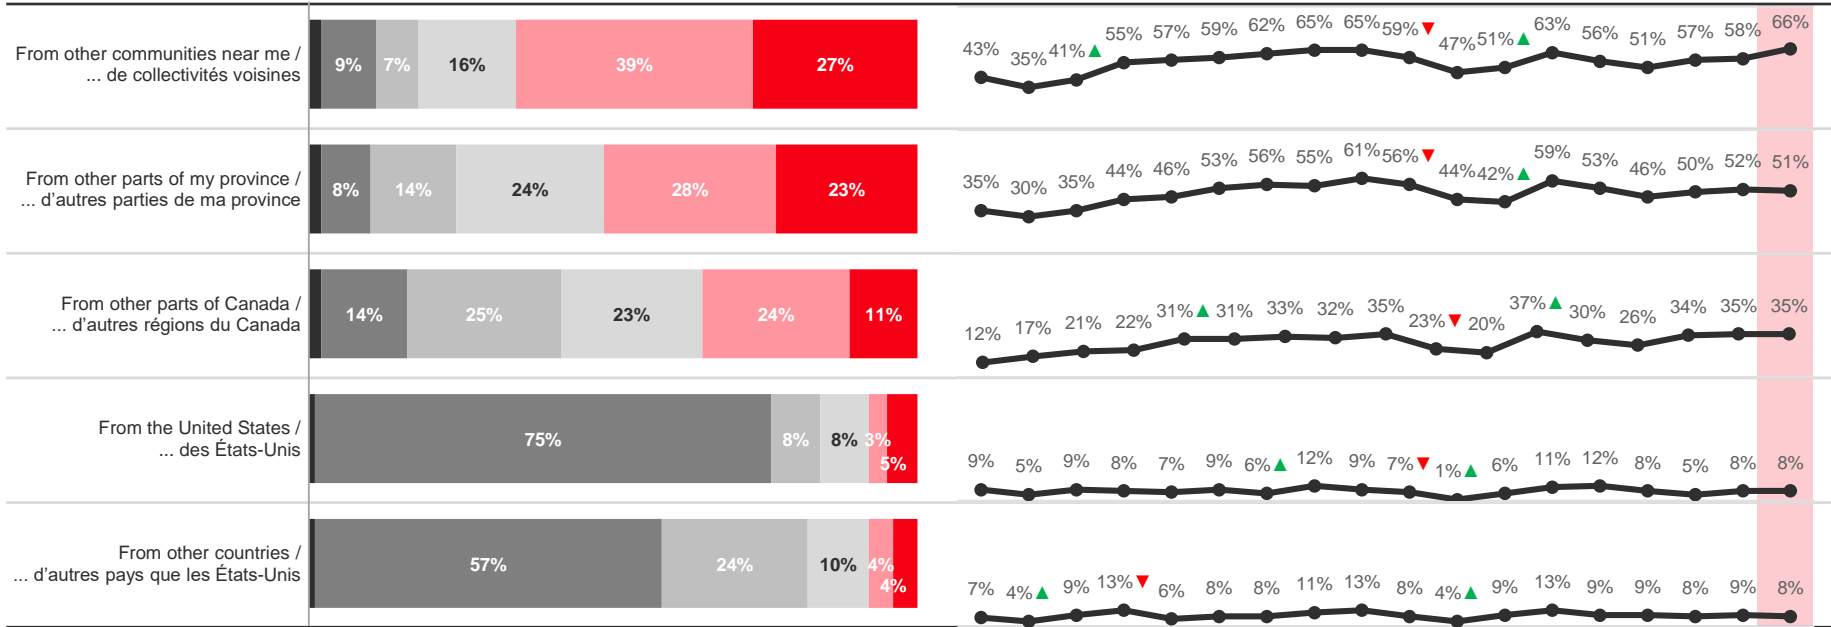 From other communities near me /
... de collectivités voisines
9% 7% 16% 39% 27%
43% 35% 41% ▲ 55% 57% 59% 62% 65% 65% 59% ▼ 47% 51% ▲ 63% 56% 51% 57% 58% 66%
From other parts of my province /
... d'autres parties de ma province
8% 14% 24% 28% 23%
35% 30% 35% 44% 46% 53% 56% 55% 61% 56% ▼ 44% 42% ▲ 59% 53% 46% 50% 52% 51%
From other parts of Canada /
... d'autres régions du Canada
14% 25% 23% 24% 11%
12% 17% 21% 22% 31% ▲ 31% 33% 32% 35% 23% ▼ 20% 37% ▲ 30% 26% 34% 35% 35%
From the United States /
... des États-Unis
75% 8% 8% 3% 5%
9% 5% 9% 8% 7% 9% 6% ▲ 12% 9% 7% ▼ 1% ▲ 6% 11% 12% 8% 5% 8% 8%
From other countries /
... d'autres pays que les États-Unis
57% 24% 10% 4% 4%
7% 4% ▲ 9% 13% ▼ 6% 8% 8% 11% 13% 8% 4% ▲ 9% 13% 9% 9% 8% 9% 8%